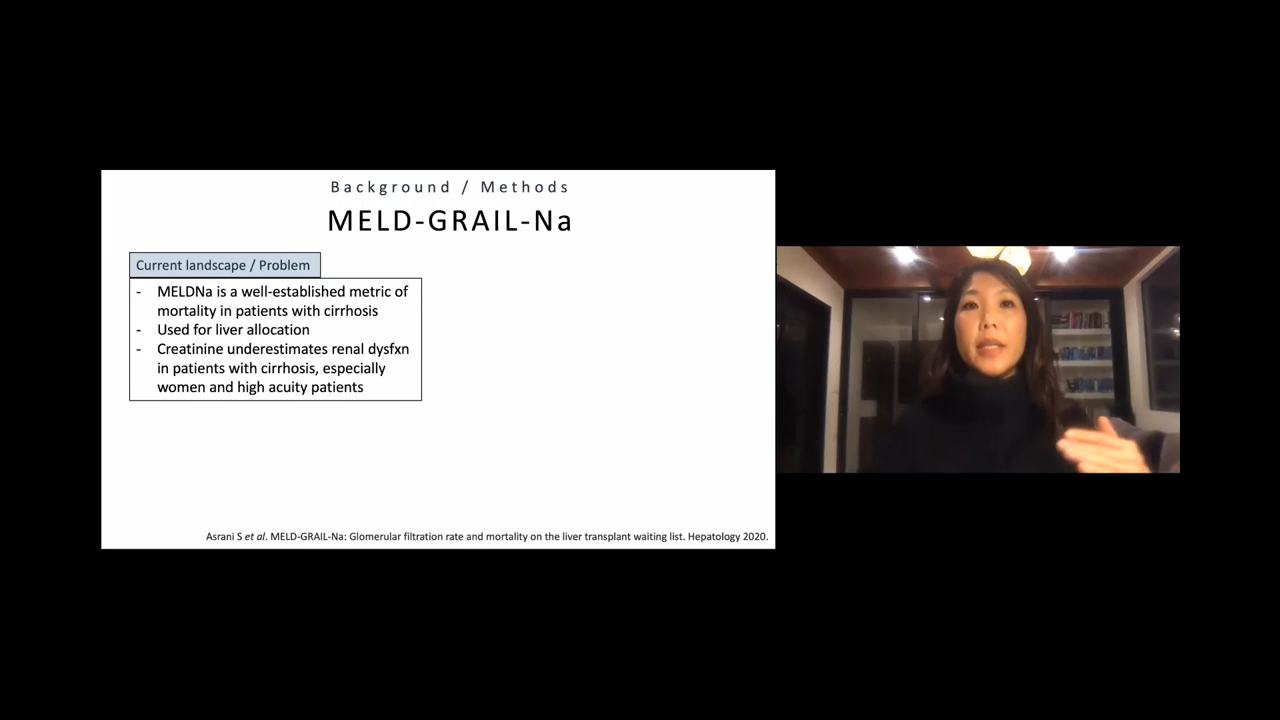 Background / Methods
MELD-GRAIL-Na
Current landscape / Problem
- MELDNa is a well-established metric of
mortality in patients with cirrhosis
- Used for liver allocation
- Creatinine underestimates renal dysfxn
in patients with cirrhosis, especially
women and high acuity patients
Asrani S et al. MELD-GRAIL-Na: Glomerular filtration rate and mortality on the liver transplant waiting list. Hepatology 2020.